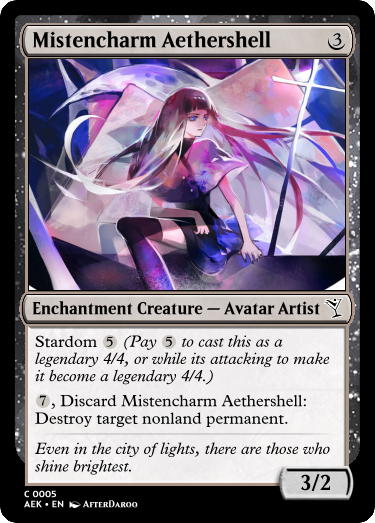 Mistencharm Aethershell 3
Enchantment Creature — Avatar Artist
Stardom 5 (Pay 5 to cast this as a
legendary 4/4, or while its attacking to make
it become a legendary 4/4.)
7, Discard Mistencharm Aethershell:
Destroy target nonland permanent.
Even in the city of lights, there are those who
shine brightest.
3/2
C 0005
AEK • EN AfterDaroo